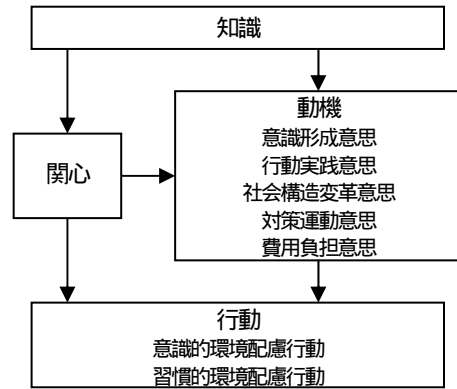 知識
関心
動機
意識形成意思
行動実践意思
社会構造変革意思
対策運動意思
費用負担意思
行動
意識的環境配慮行動
習慣的環境配慮行動